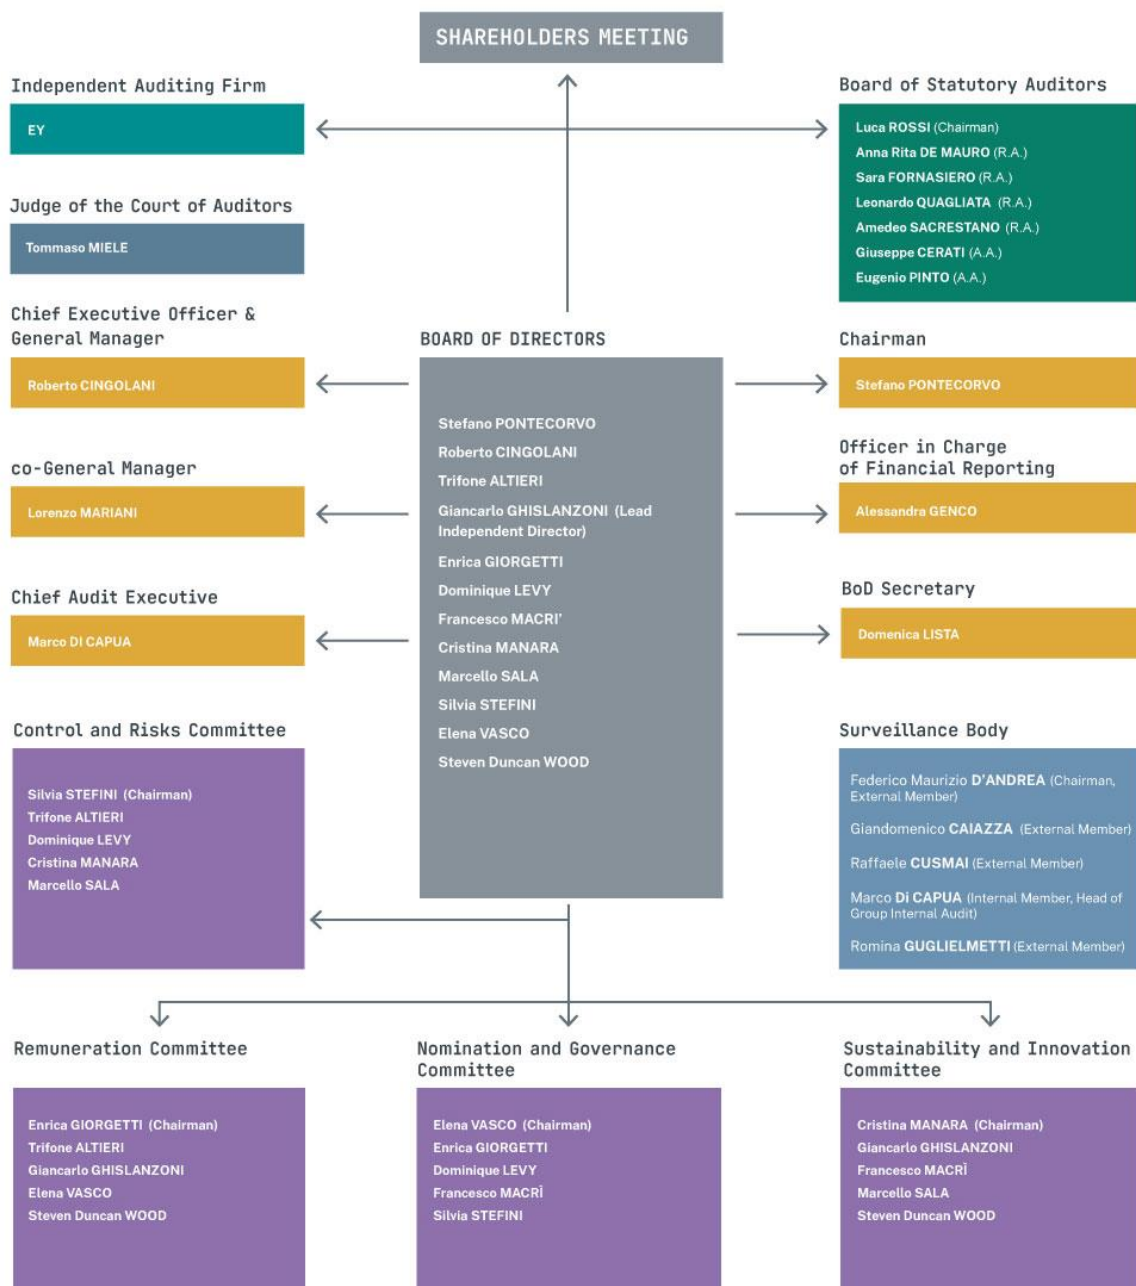 SHAREHOLDERS MEETING
Independent Auditing Firm
EY
Board of Statutory Auditors
Luca ROSSI (Chairman)
Anna Rita DE MAURO (R.A.)
Sara FORNASIERO (R.A.)
Leonardo QUAGLIATA (R.A.)
Amedeo SACRESTANO (R.A.)
Giuseppe CERATI (A.A.)
Eugenio PINTO (A.A.)
Judge of the Court of Auditors
Tommaso MIELE
Chief Executive Officer &
General Manager
Roberto CINGOLANI
co-General Manager
Lorenzo MARIANI
Chief Audit Executive
Marco DI CAPUA
BOARD OF DIRECTORS
Stefano PONTECORVO
Roberto CINGOLANI
Trifone ALTIERI
Giancarlo GHISLANZONI (Lead
Independent Director)
Enrica GIORGETTI
Dominique LEVY
Francesco MACRI’
Cristina MANARA
Marcello SALA
Silvia STEFINI
Elena VASCO
Steven Duncan WOOD
Chairman
Stefano PONTECORVO
Officer in Charge
of Financial Reporting
Alessandra GENCO
BoD Secretary
Domenica LISTA
Control and Risks Committee
Silvia STEFINI (Chairman)
Trifone ALTIERI
Dominique LEVY
Cristina MANARA
Marcello SALA
Surveillance Body
Federico Maurizio D’ANDREA (Chairman,
External Member)
Giandomenico CAIAZZA (External Member)
Raffaele CUSMAI (External Member)
Marco Di CAPUA (Internal Member, Head of
Group Internal Audit)
Romina GUGLIELMETTI (External Member)
Remuneration Committee
Enrica GIORGETTI (Chairman)
Trifone ALTIERI
Giancarlo GHISLANZONI
Elena VASCO
Steven Duncan WOOD
Nomination and Governance
Committee
Elena VASCO (Chairman)
Enrica GIORGETTI
Dominique LEVY
Francesco MACRÌ
Silvia STEFINI
Sustainability and Innovation
Committee
Cristina MANARA (Chairman)
Giancarlo GHISLANZONI
Francesco MACRÌ
Marcello SALA
Steven Duncan WOOD